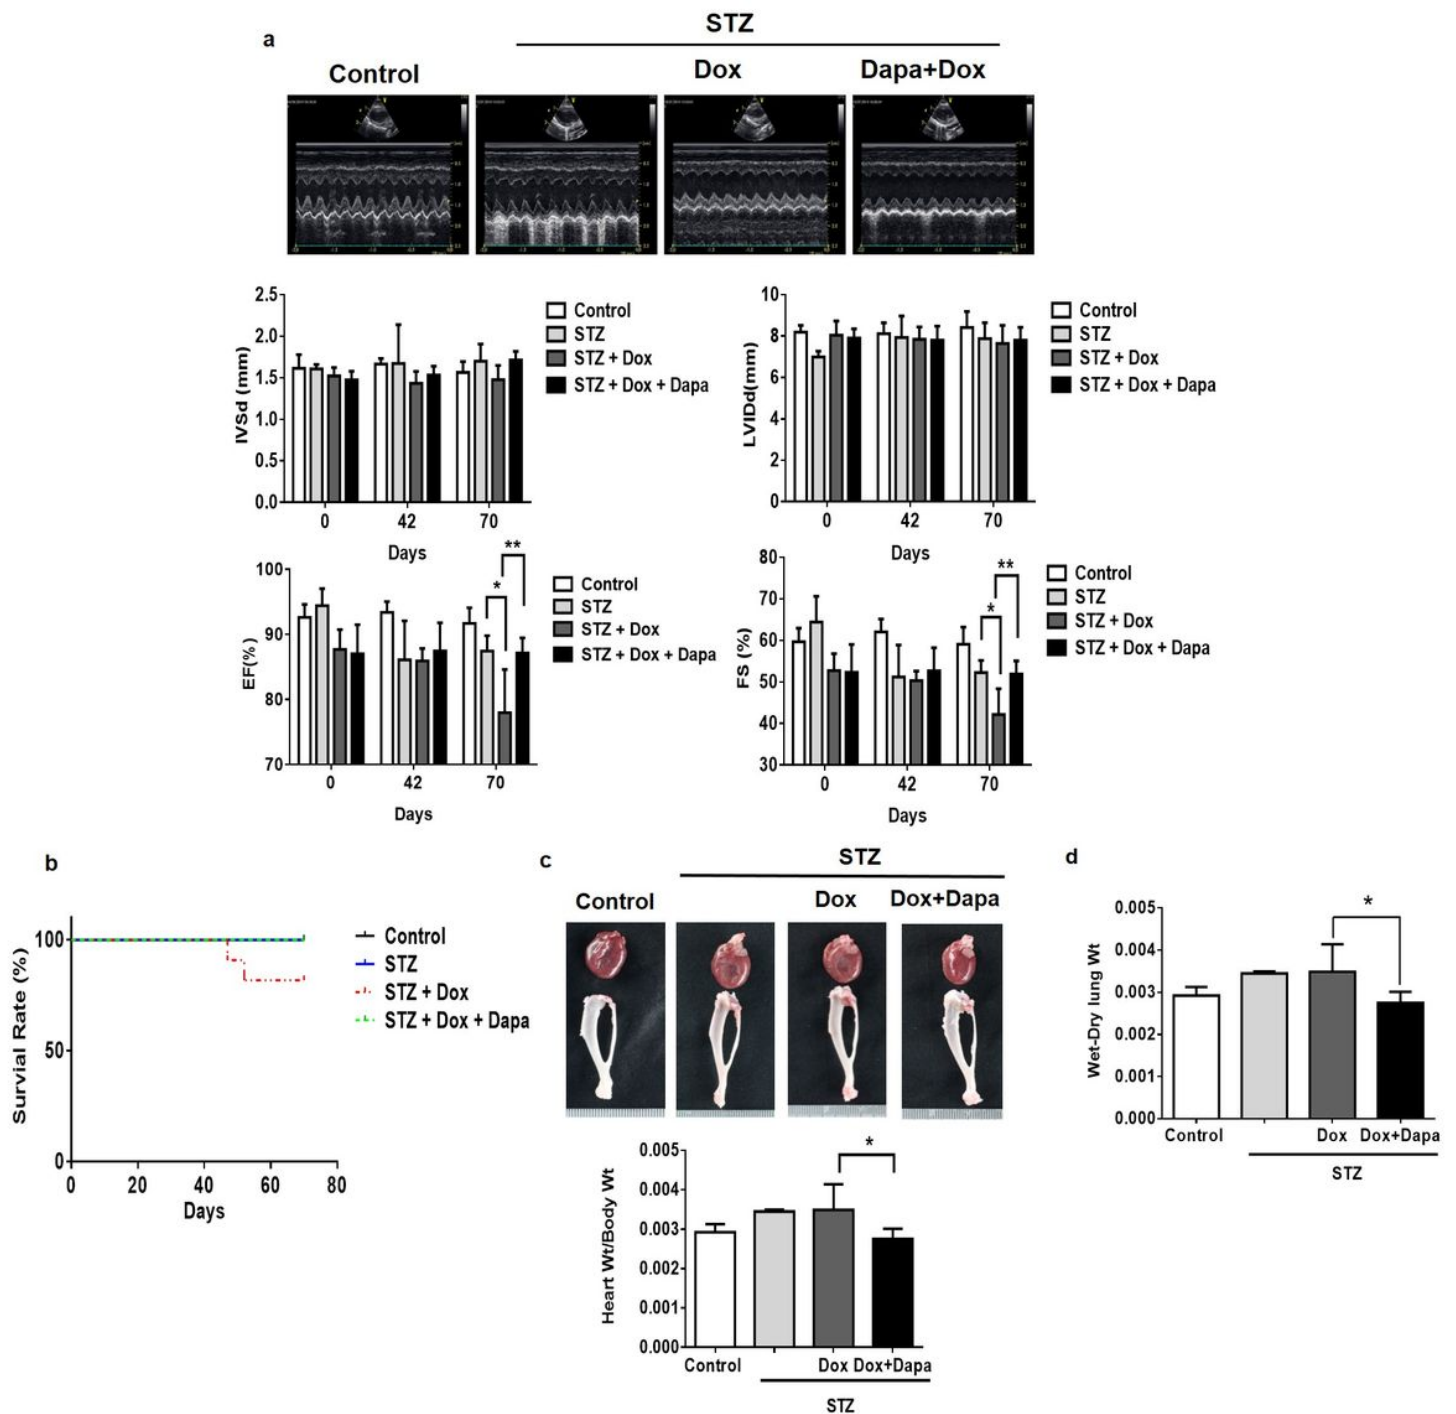 a
STZ
Control
Dox
Dapa+Dox
2.5
2.0
1.5
1.0
0.5
0.0
IVSd (mm)
0
42
70
Days
Control
STZ
STZ + Dox
STZ + Dox + Dapa
10
8
6
4
2
0
LVIDd(mm)
0
42
70
Days
Control
STZ
STZ + Dox
STZ + Dox + Dapa
100
90
80
70
EF(%)
*
**
0
42
70
Days
Control
STZ
STZ + Dox
STZ + Dox + Dapa
80
70
60
50
40
30
FS (%)
*
**
0
42
70
Days
Control
STZ
STZ + Dox
STZ + Dox + Dapa
b
100
50
0
Survial Rate (%)
0
20
40
60
80
Days
Control
STZ
STZ + Dox
STZ + Dox + Dapa
c
STZ
Control
Dox
Dox+Dapa
0.005
0.004
0.003
0.002
0.001
0.000
Heart Wt/Body Wt
*
Control
Dox
Dox+Dapa
STZ
d
0.005
0.004
0.003
0.002
0.001
0.000
Wet-Dry lung Wt
*
Control
Dox
Dox+Dapa
STZ